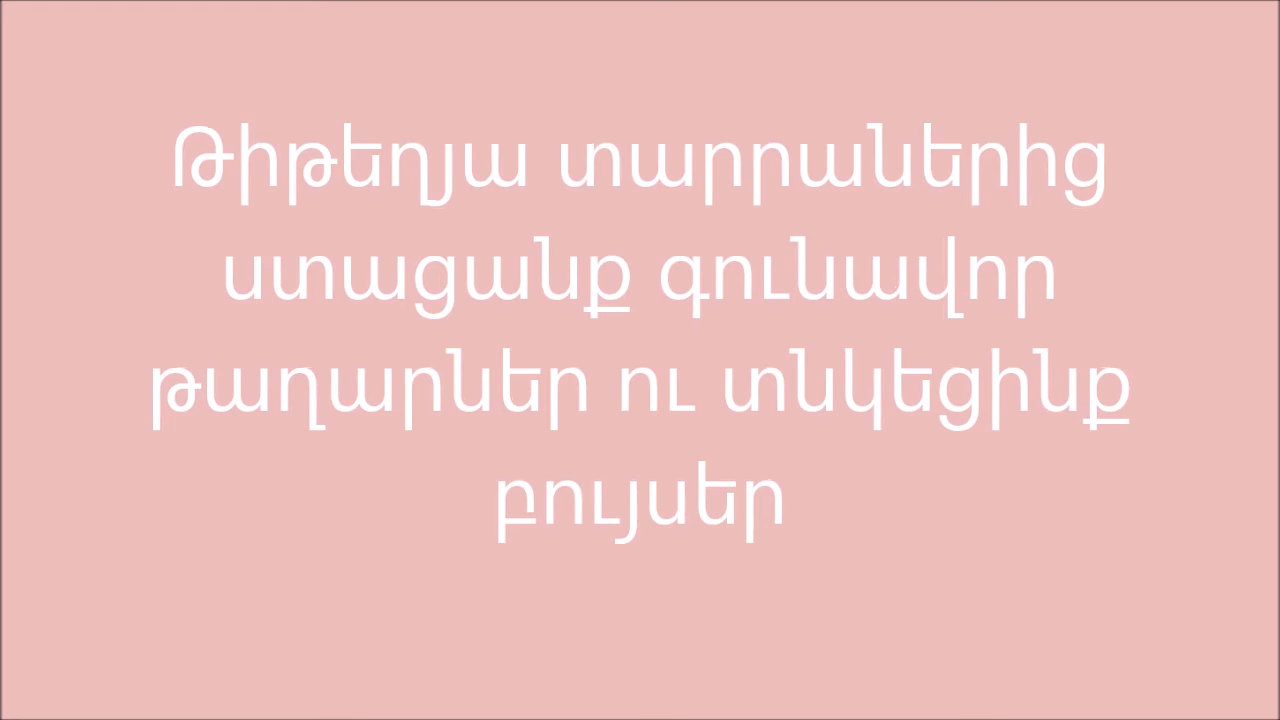 Թիթեղյա տարրաներից
ստացանք գունավոր
թաղարներ ու տնկեցինք
բույսեր